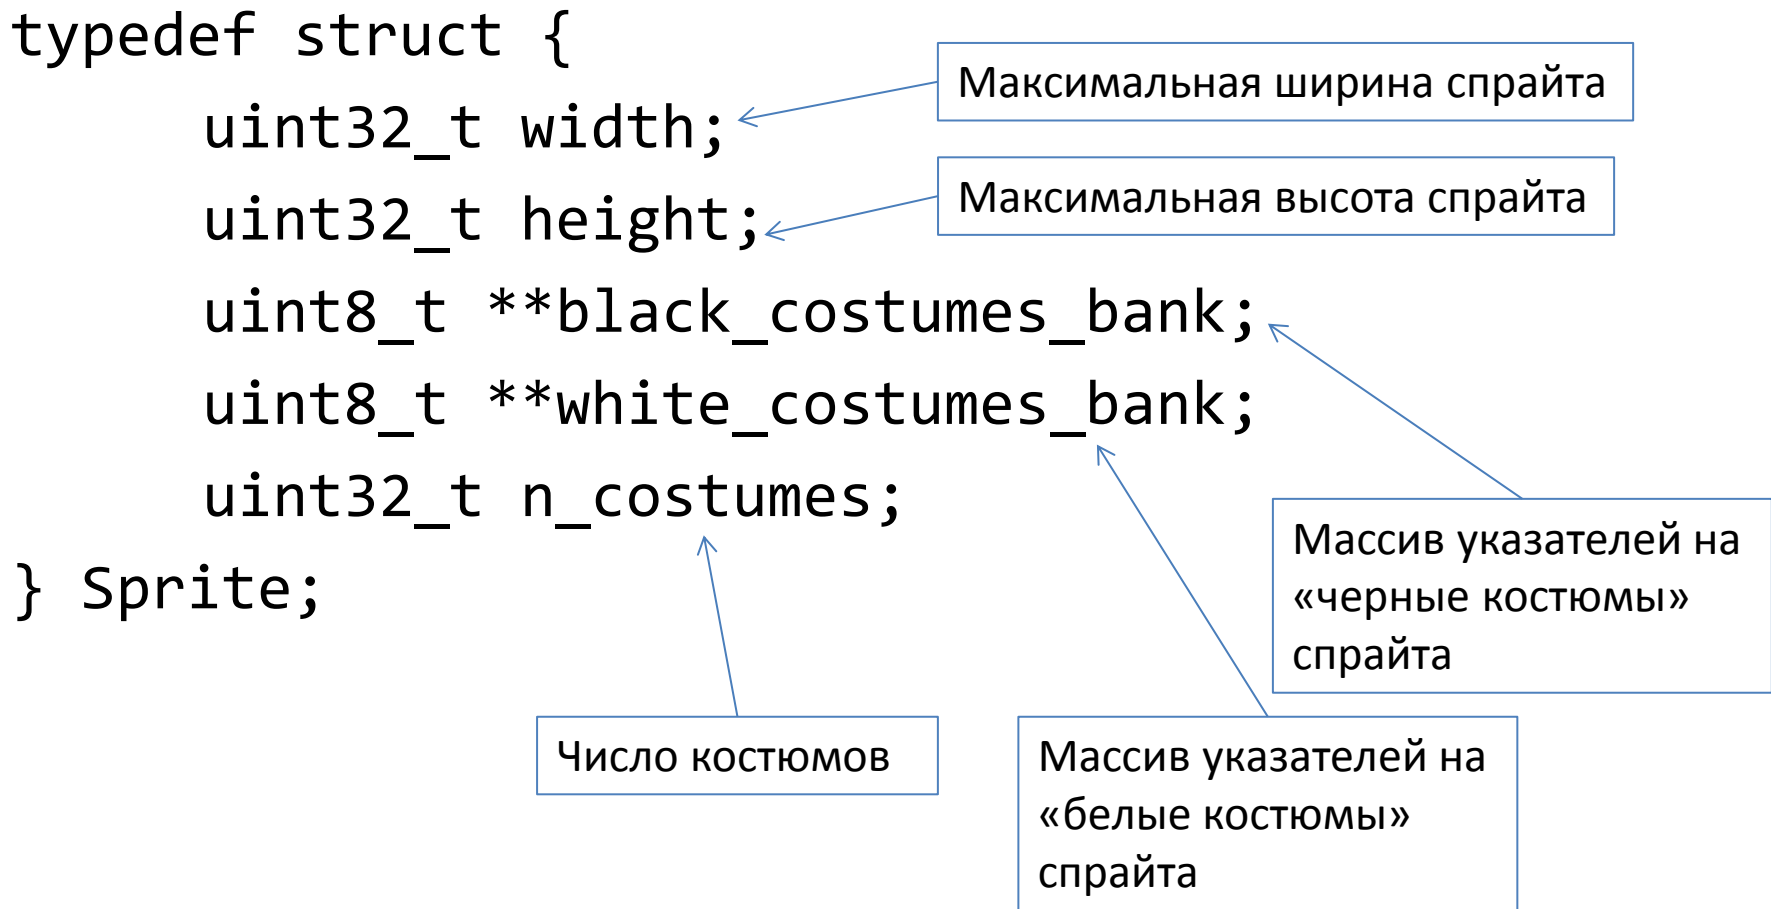 typedef struct {
Максимальная ширина спрайта
uint32_t width;
Максимальная высота спрайта
uint32_t height;
uint8_t **black_costumes_bank;
uint8_t **white_costumes_bank;
uint32_t n_costumes;
Массив указателей на
«черные костюмы»
спрайта
} Sprite;
Число костюмов
Массив указателей на
«белые костюмы»
спрайта